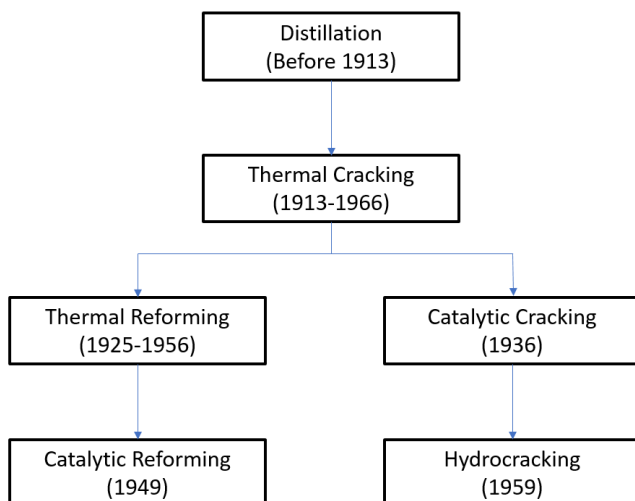 Distillation
(Before 1913)
Thermal Cracking
(1913-1966)
Thermal Reforming
(1925-1956)
Catalytic Cracking
(1936)
Catalytic Reforming
(1949)
Hydrocracking
(1959)